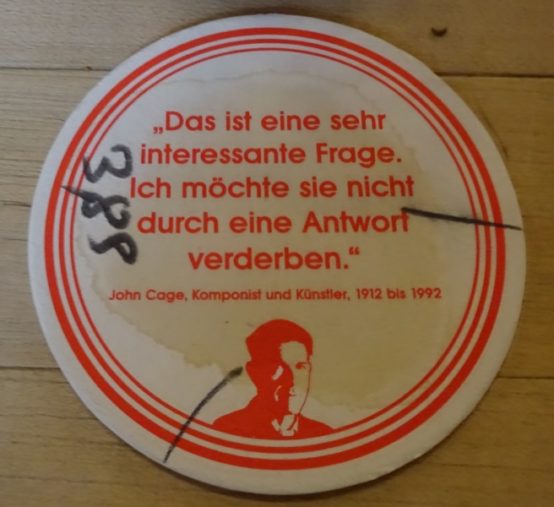 „Das ist eine sehr
interessante Frage.
Ich möchte sie nicht
durch eine Antwort
verderben.“
John Cage, Komponist und Künstler, 1912 bis 1992